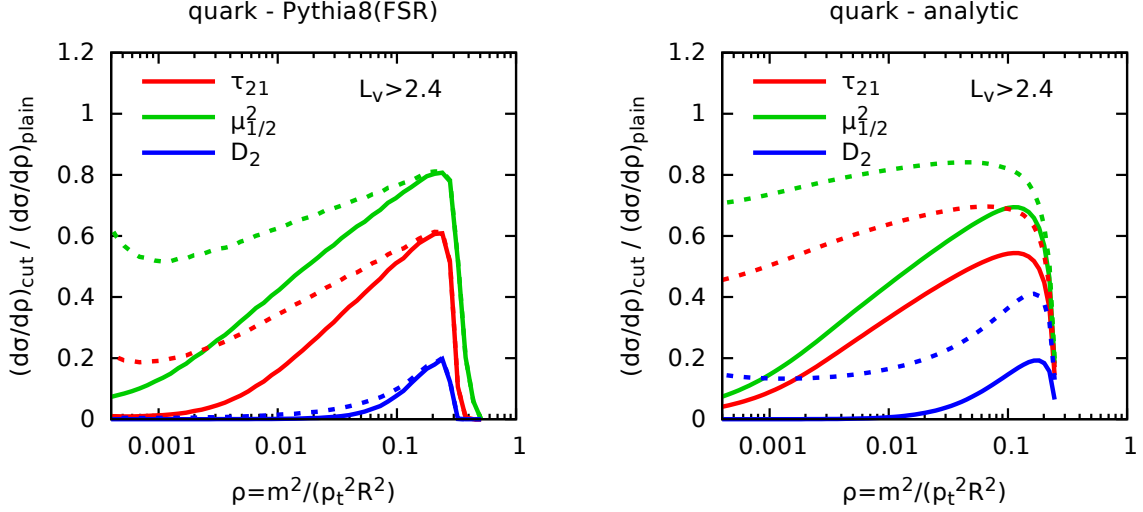 quark - Pythia8(FSR)
(dσ/dρ)cut / (dσ/dρ)plain
1.2
1
0.8
0.6
0.4
0.2
0
τ21
μ²1/2
D2
Lv>2.4
0.001
0.01
0.1
1
ρ=m²/(pt²R²)
quark - analytic
(dσ/dρ)cut / (dσ/dρ)plain
1.2
1
0.8
0.6
0.4
0.2
0
τ21
μ²1/2
D2
Lv>2.4
0.001
0.01
0.1
1
ρ=m²/(pt²R²)